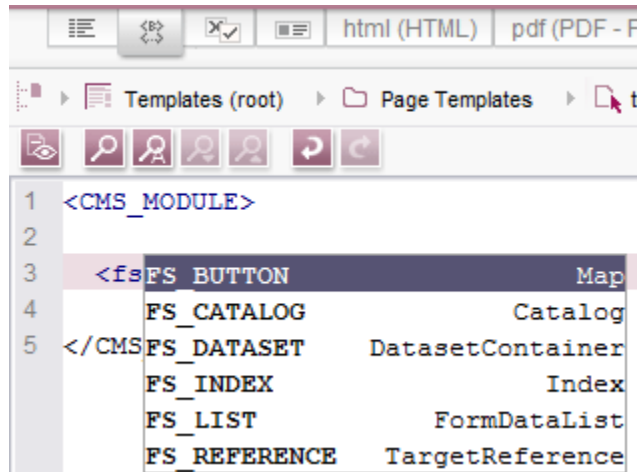 html (HTML) pdf (PDF - F
Templates (root) Page Templates t
1 <CMS_MODULE>
2
3 <fs FS_BUTTON Map
4 FS_CATALOG Catalog
5 </CMS FS_DATASET DatasetContainer
FS_INDEX Index
FS_LIST FormDataList
FS_REFERENCE TargetReference